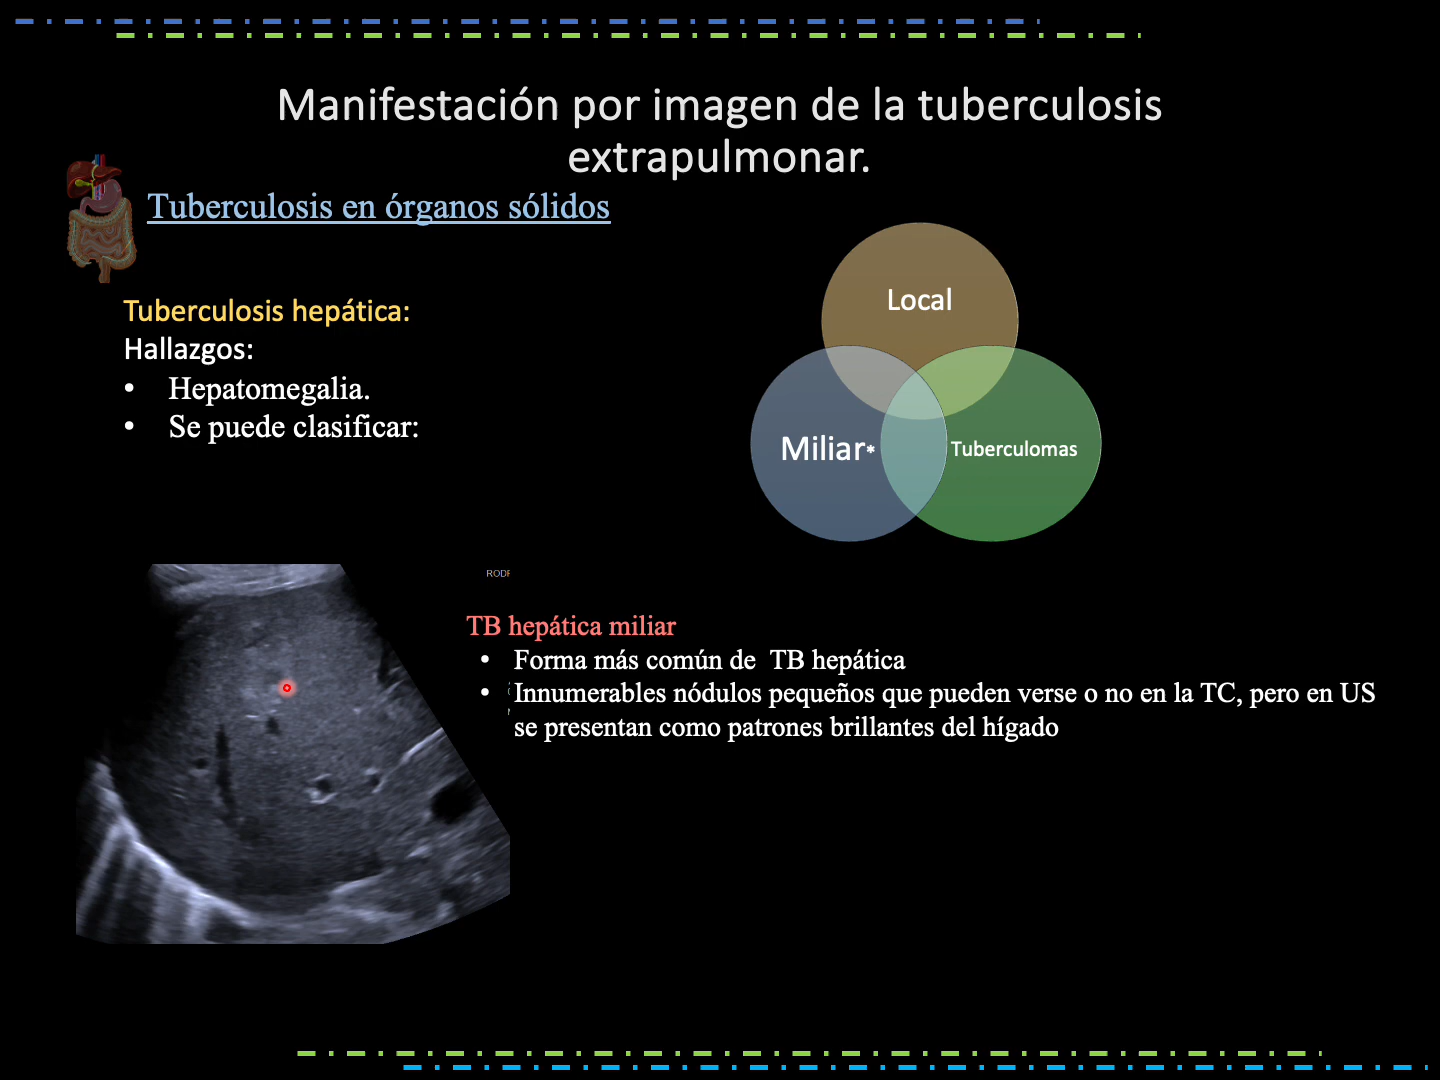 Manifestación por imagen de la tuberculosis
extrapulmonar.
Tuberculosis en órganos sólidos
Tuberculosis hepática:
Hallazgos:
• Hepatomegalia.
• Se puede clasificar:
Local
Miliar*
Tuberculomas
TB hepática miliar
• Forma más común de  TB hepática
• Innumerables nódulos pequeños que pueden verse o no en la TC, pero en US
se presentan como patrones brillantes del hígado